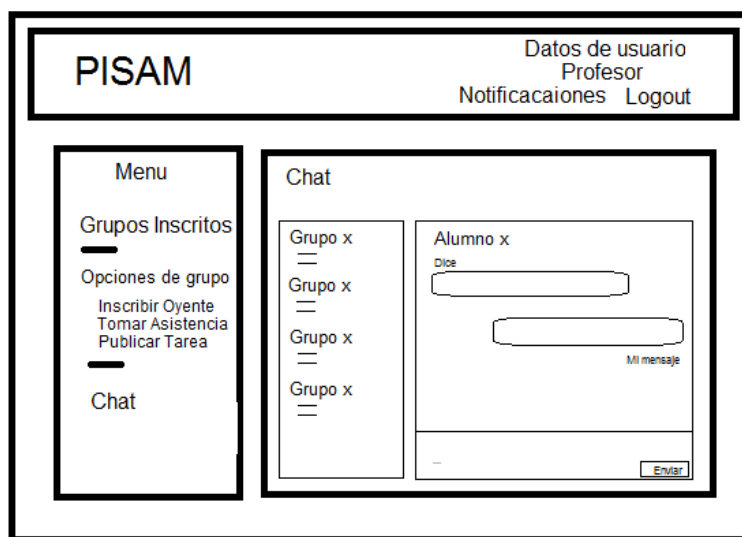 PISAM
Datos de usuario
Profesor
Notificacaiones Logout
Menu
Grupos Inscritos
Opciones de grupo
Inscribir Oyente
Tomar Asistencia
Publicar Tarea
Chat
Chat
Grupo x
Grupo x
Grupo x
Grupo x
Alumno x
Dice
MI mensaje
Enviar